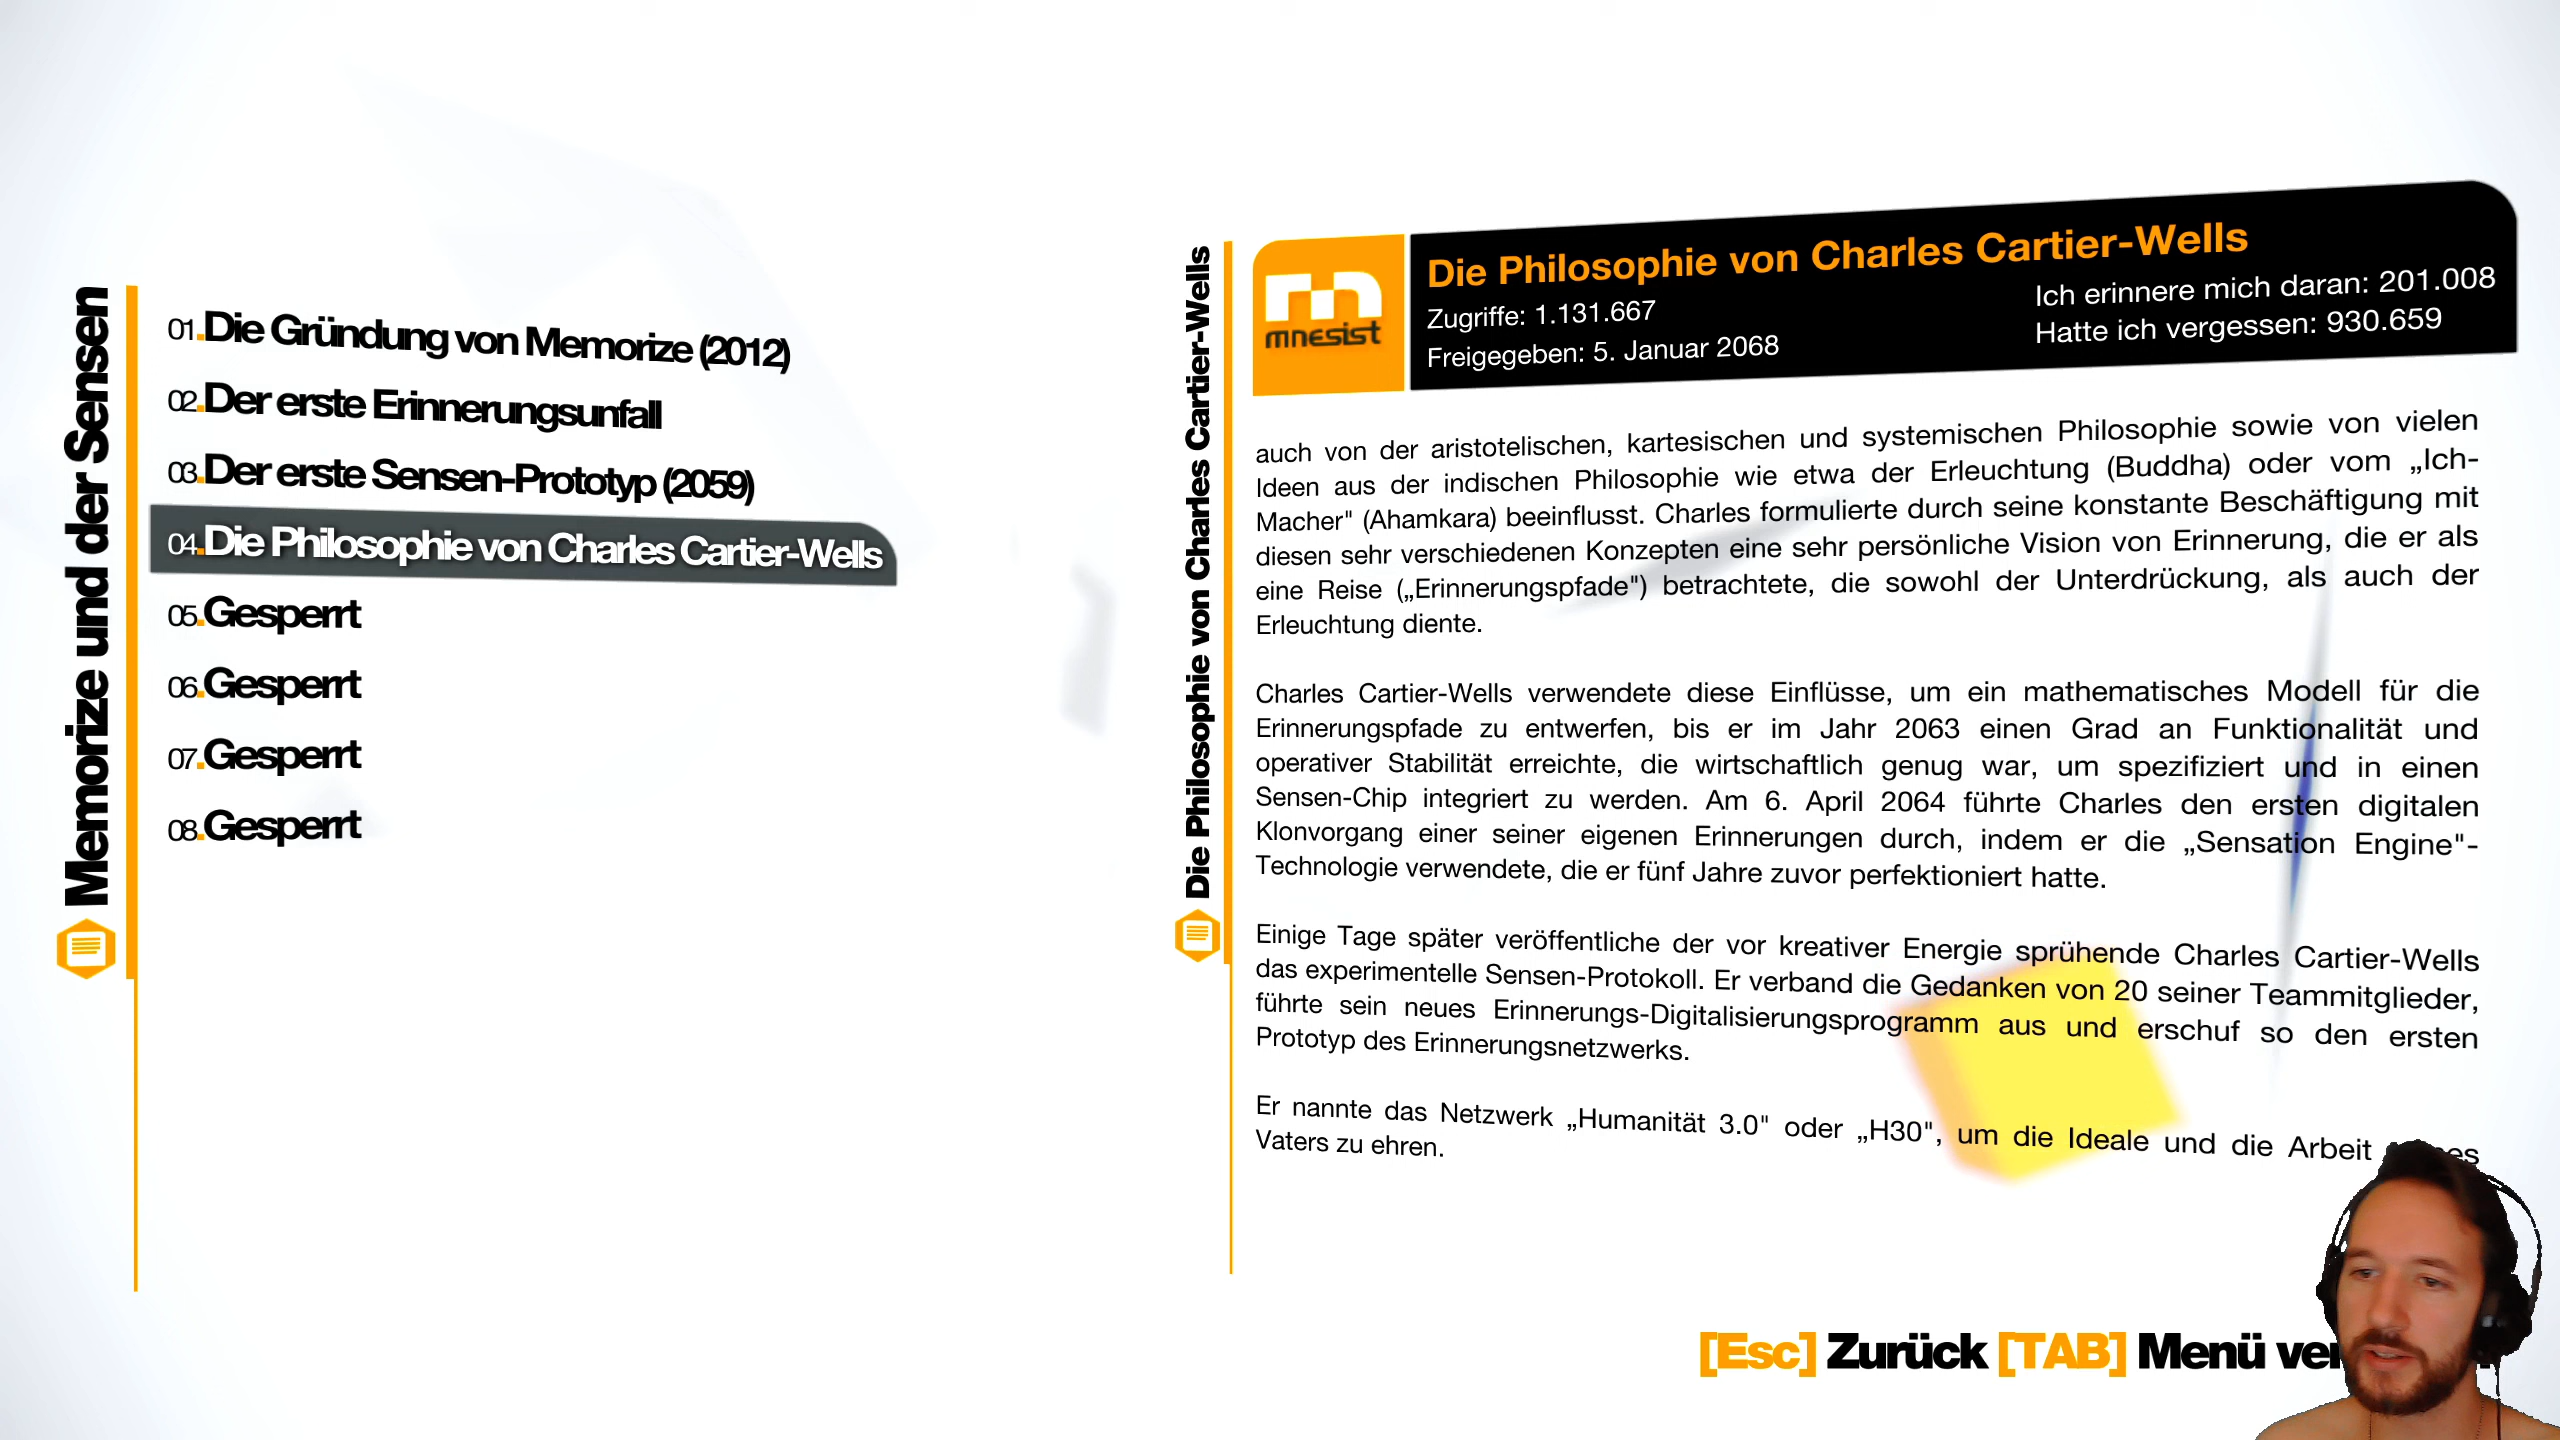 Memorize und der Sensen
01.Die Gründung von Memorize (2012)
02.Der erste Erinnerungsunfall
03.Der erste Sensen-Prototyp (2059)
04.Die Philosophie von Charles Cartier-Wells
05.Gesperrt
06.Gesperrt
07.Gesperrt
08.Gesperrt
Die Philosophie von Charles Cartier-Wells
mnesist
Die Philosophie von Charles Cartier-Wells
Zugriffe: 1.131.667
Freigegeben: 5. Januar 2068
Ich erinnere mich daran: 201.008
Hatte ich vergessen: 930.659
auch von der aristotelischen, kartesischen und systemischen Philosophie sowie von vielen
Ideen aus der indischen Philosophie wie etwa der Erleuchtung (Buddha) oder vom „Ich-
Macher" (Ahamkara) beeinflusst. Charles formulierte durch seine konstante Beschäftigung mit
diesen sehr verschiedenen Konzepten eine sehr persönliche Vision von Erinnerung, die er als
eine Reise („Erinnerungspfade") betrachtete, die sowohl der Unterdrückung, als auch der
Erleuchtung diente.
Charles Cartier-Wells verwendete diese Einflüsse, um ein mathematisches Modell für die
Erinnerungspfade zu entwerfen, bis er im Jahr 2063 einen Grad an Funktionalität und
operativer Stabilität erreichte, die wirtschaftlich genug war, um spezifiziert und in einen
Sensen-Chip integriert zu werden. Am 6. April 2064 führte Charles den ersten digitalen
Klonvorgang einer seiner eigenen Erinnerungen durch, indem er die „Sensation Engine"-
Technologie verwendete, die er fünf Jahre zuvor perfektioniert hatte.
Einige Tage später veröffentliche der vor kreativer Energie sprühende Charles Cartier-Wells
das experimentelle Sensen-Protokoll. Er verband die Gedanken von 20 seiner Teammitglieder,
führte sein neues Erinnerungs-Digitalisierungsprogramm aus und erschuf so den ersten
Prototyp des Erinnerungsnetzwerks.
Er nannte das Netzwerk „Humanität 3.0" oder „H30", um die Ideale und die Arbeit
Vaters zu ehren.
[Esc] Zurück [TAB] Menü